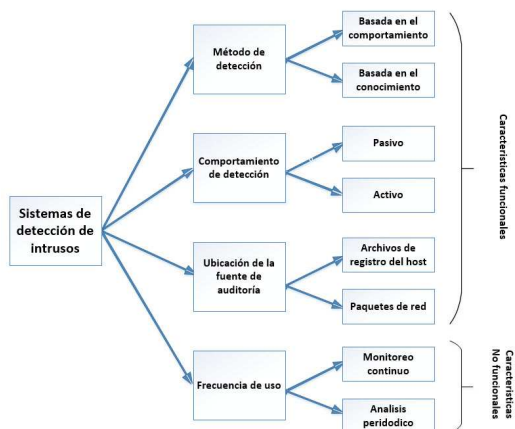 Sistemas de
detección de
intrusos
Método de
detección
Basada en el
comportamiento
Basada en el
conocimiento
Comportamiento
de detección
Pasivo
Activo
Ubicación de la
fuente de
auditoría
Archivos de
registro del host
Paquetes de red
Frecuencia de uso
Monitoreo
continuo
Analisis
peridodico
Caracteristicas funcionales
Caracteristicas
No funcionales